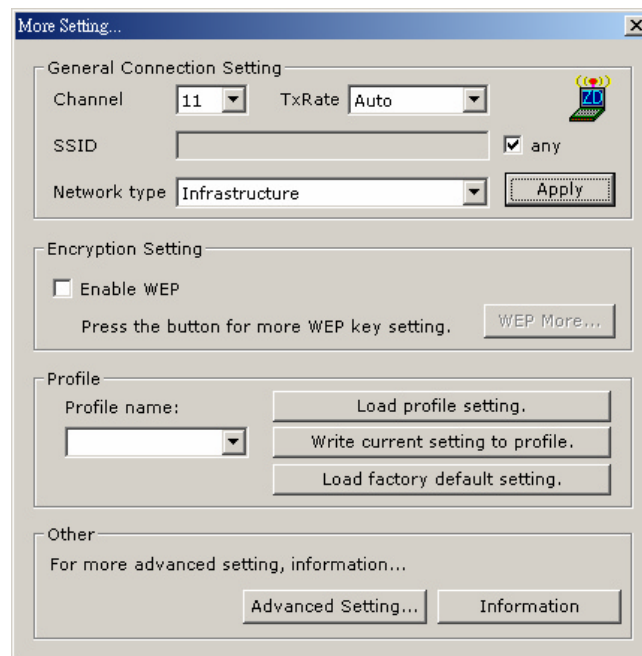 More Setting...
General Connection Setting
Channel 11 TxRate Auto
ZD
SSID any
Network type Infrastructure Apply
Encryption Setting
Enable WEP
Press the button for more WEP key setting. WEP More...
Profile
Profile name: Load profile setting.
Write current setting to profile.
Load factory default setting.
Other
For more advanced setting, information...
Advanced Setting... Information